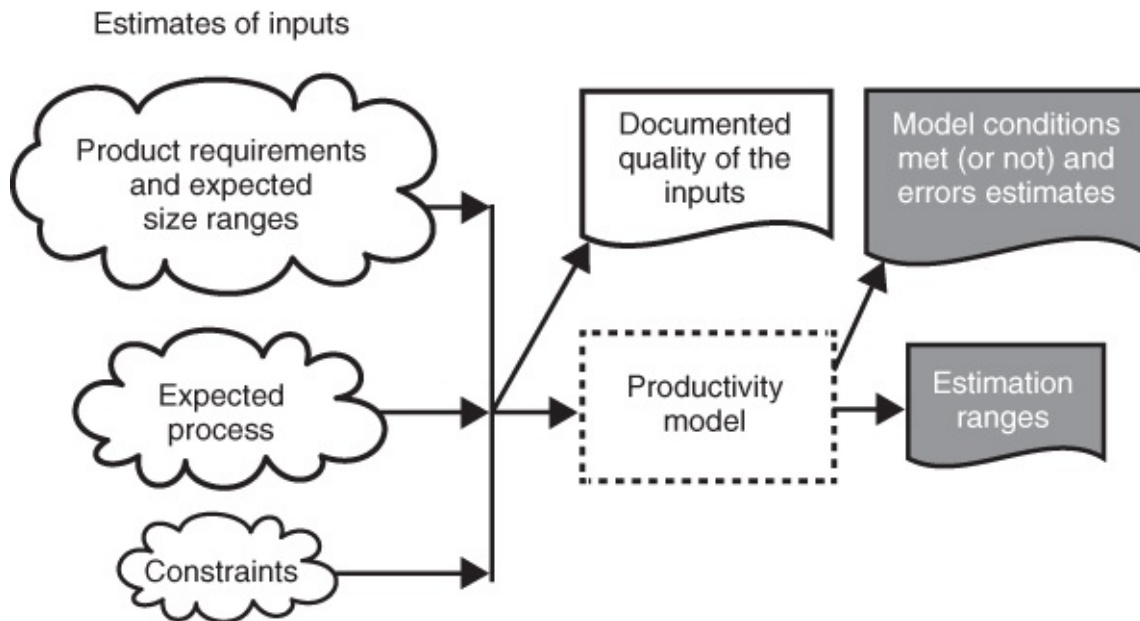 Estimates of inputs
Product requirements
and expected
size ranges
Documented
quality of the
inputs
Model conditions
met (or not) and
errors estimates
Expected
process
Productivity
model
Estimation
ranges
Constraints